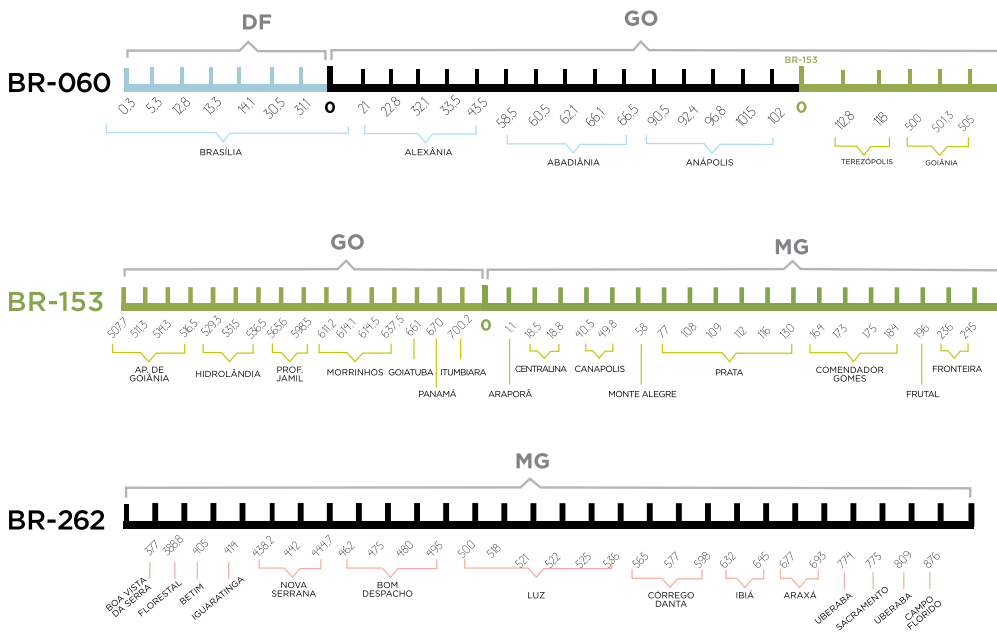 DF
GO
BR-153
BR-060
0.3 5.3 12.8 13.3 14.1 30.5 31.1 0 21 22.8 32.1 33.5 43.5 58.5 60.5 62.1 66.1 66.5 90.5 92.4 96.8 101.5 102 0 112.8 118 500 501.3 505
BRASÍLIA
ALEXÂNIA
ABADIÂNIA
ANÁPOLIS
TEREZÓPOLIS
GOIÂNIA
GO
MG
BR-153
507.7 511.3 514.3 516.5 529.3 531.5 536.5 565.6 598.5 611.2 614.1 614.5 637.5 661 670 700.2 0 1.1 18.5 18.8 40.5 49.8 58 77 108 109 112 116 130 164 173 175 184 196 236 245
AP. DE
GOIÂNIA
HIDROLÂNDIA
PROF.
JAMIL
MORRINHOS
GOIATUBA
PANAMÁ
ITUMBIARA
ARAPORÃ
CENTRALINA
CANAPOLIS
MONTE ALEGRE
PRATA
COMENDADOR
GOMES
FRUTAL
FRONTEIRA
MG
BR-262
377 388.8 405 414 438.2 442 444.7 462 475 480 495 500 518 521 522 525 536 565 577 598 632 645 677 693 774 775 809 876
BOA VISTA
DA SERRA
FLORESTAL
BETIM
IGUARATINGA
NOVA
SERRANA
BOM
DESPACHO
LUZ
CÓRREGO
DANTA
IBIÁ
ARAXÁ
UBERABA
SACRAMENTO
UBERABA
CAMPO
FLORIDO